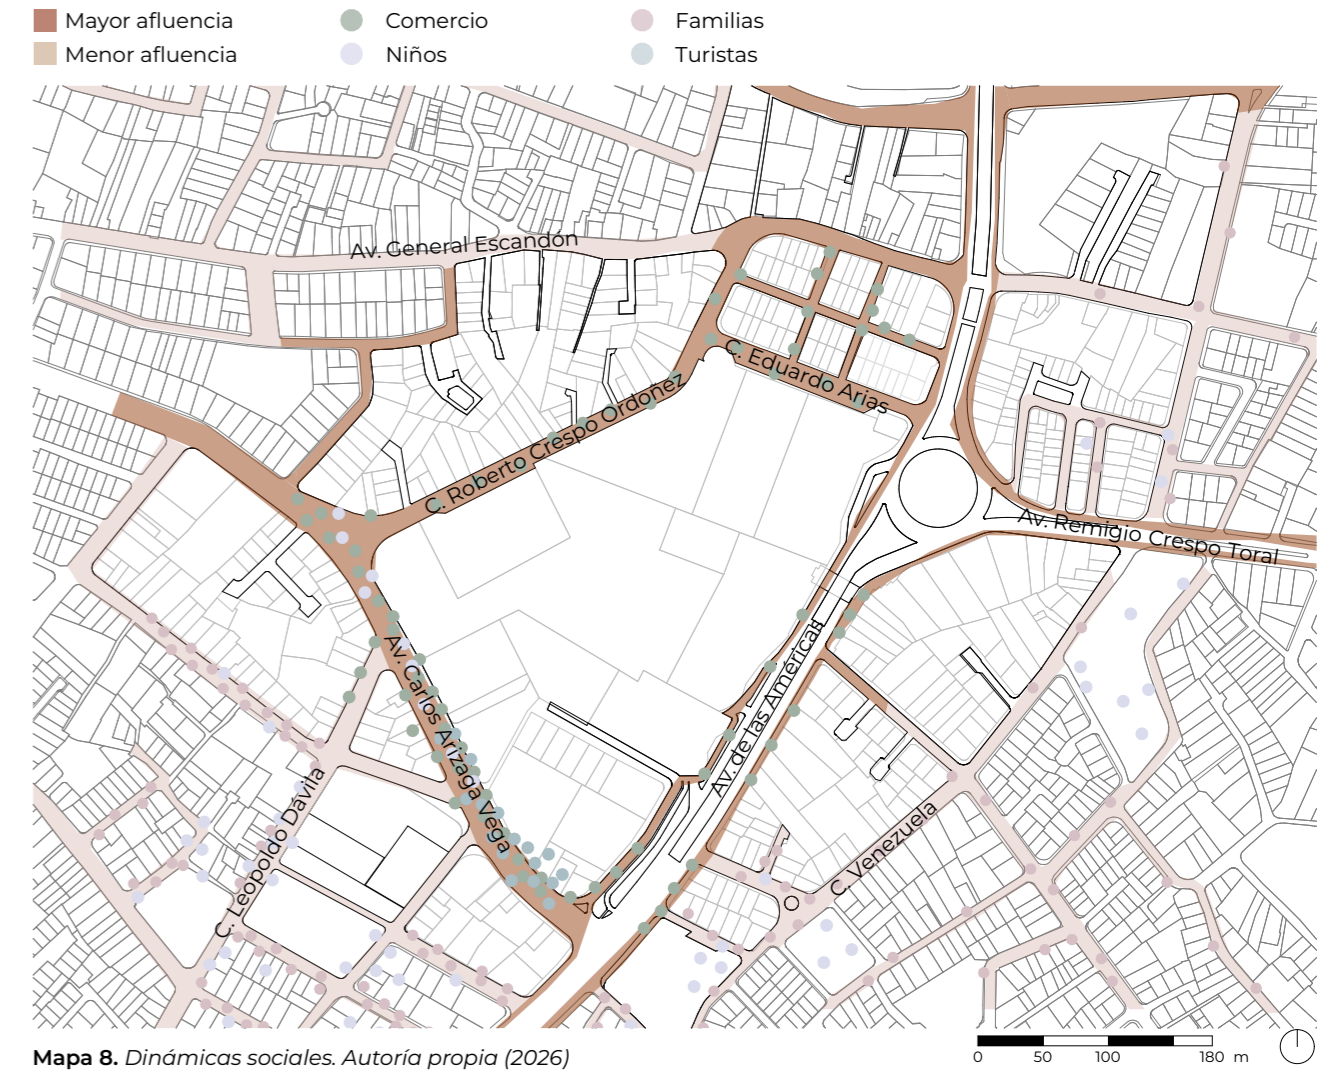 Mayor afluencia
Comercio
Familias
Menor afluencia
Niños
Turistas
Av. General Escandón
C. Eduardo Arias
C. Roberto Crespo Ordoñez
Av. Remigio Crespo Toral
Av. Carlos Arizaga Vega
Av. de las Américas
C. Leopoldo Dávila
C. Venezuela
0 50 100 180 m
Mapa 8. Dinámicas sociales. Autoría propia (2026)